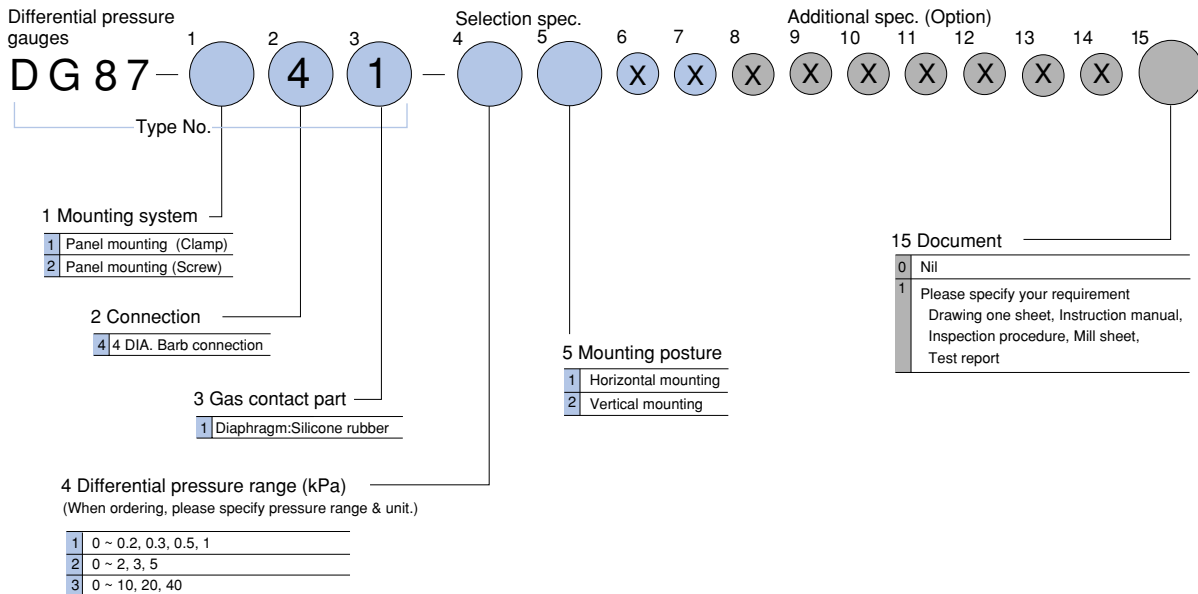 Differential pressure
gauges
Selection spec.
Additional spec. (Option)
1 2 3 4 5 6 7 8 9 10 11 12 13 14 15
D G 8 7 – 4 1 – X X X X X X X X X
Type No.
1 Mounting system
1 Panel mounting (Clamp)
2 Panel mounting (Screw)
2 Connection
4 4 DIA. Barb connection
3 Gas contact part
1 Diaphragm:Silicone rubber
4 Differential pressure range (kPa)
(When ordering, please specify pressure range & unit.)
1 0 ~ 0.2, 0.3, 0.5, 1
2 0 ~ 2, 3, 5
3 0 ~ 10, 20, 40
5 Mounting posture
1 Horizontal mounting
2 Vertical mounting
15 Document
0 Nil
1 Please specify your requirement
Drawing one sheet, Instruction manual,
Inspection procedure, Mill sheet,
Test report